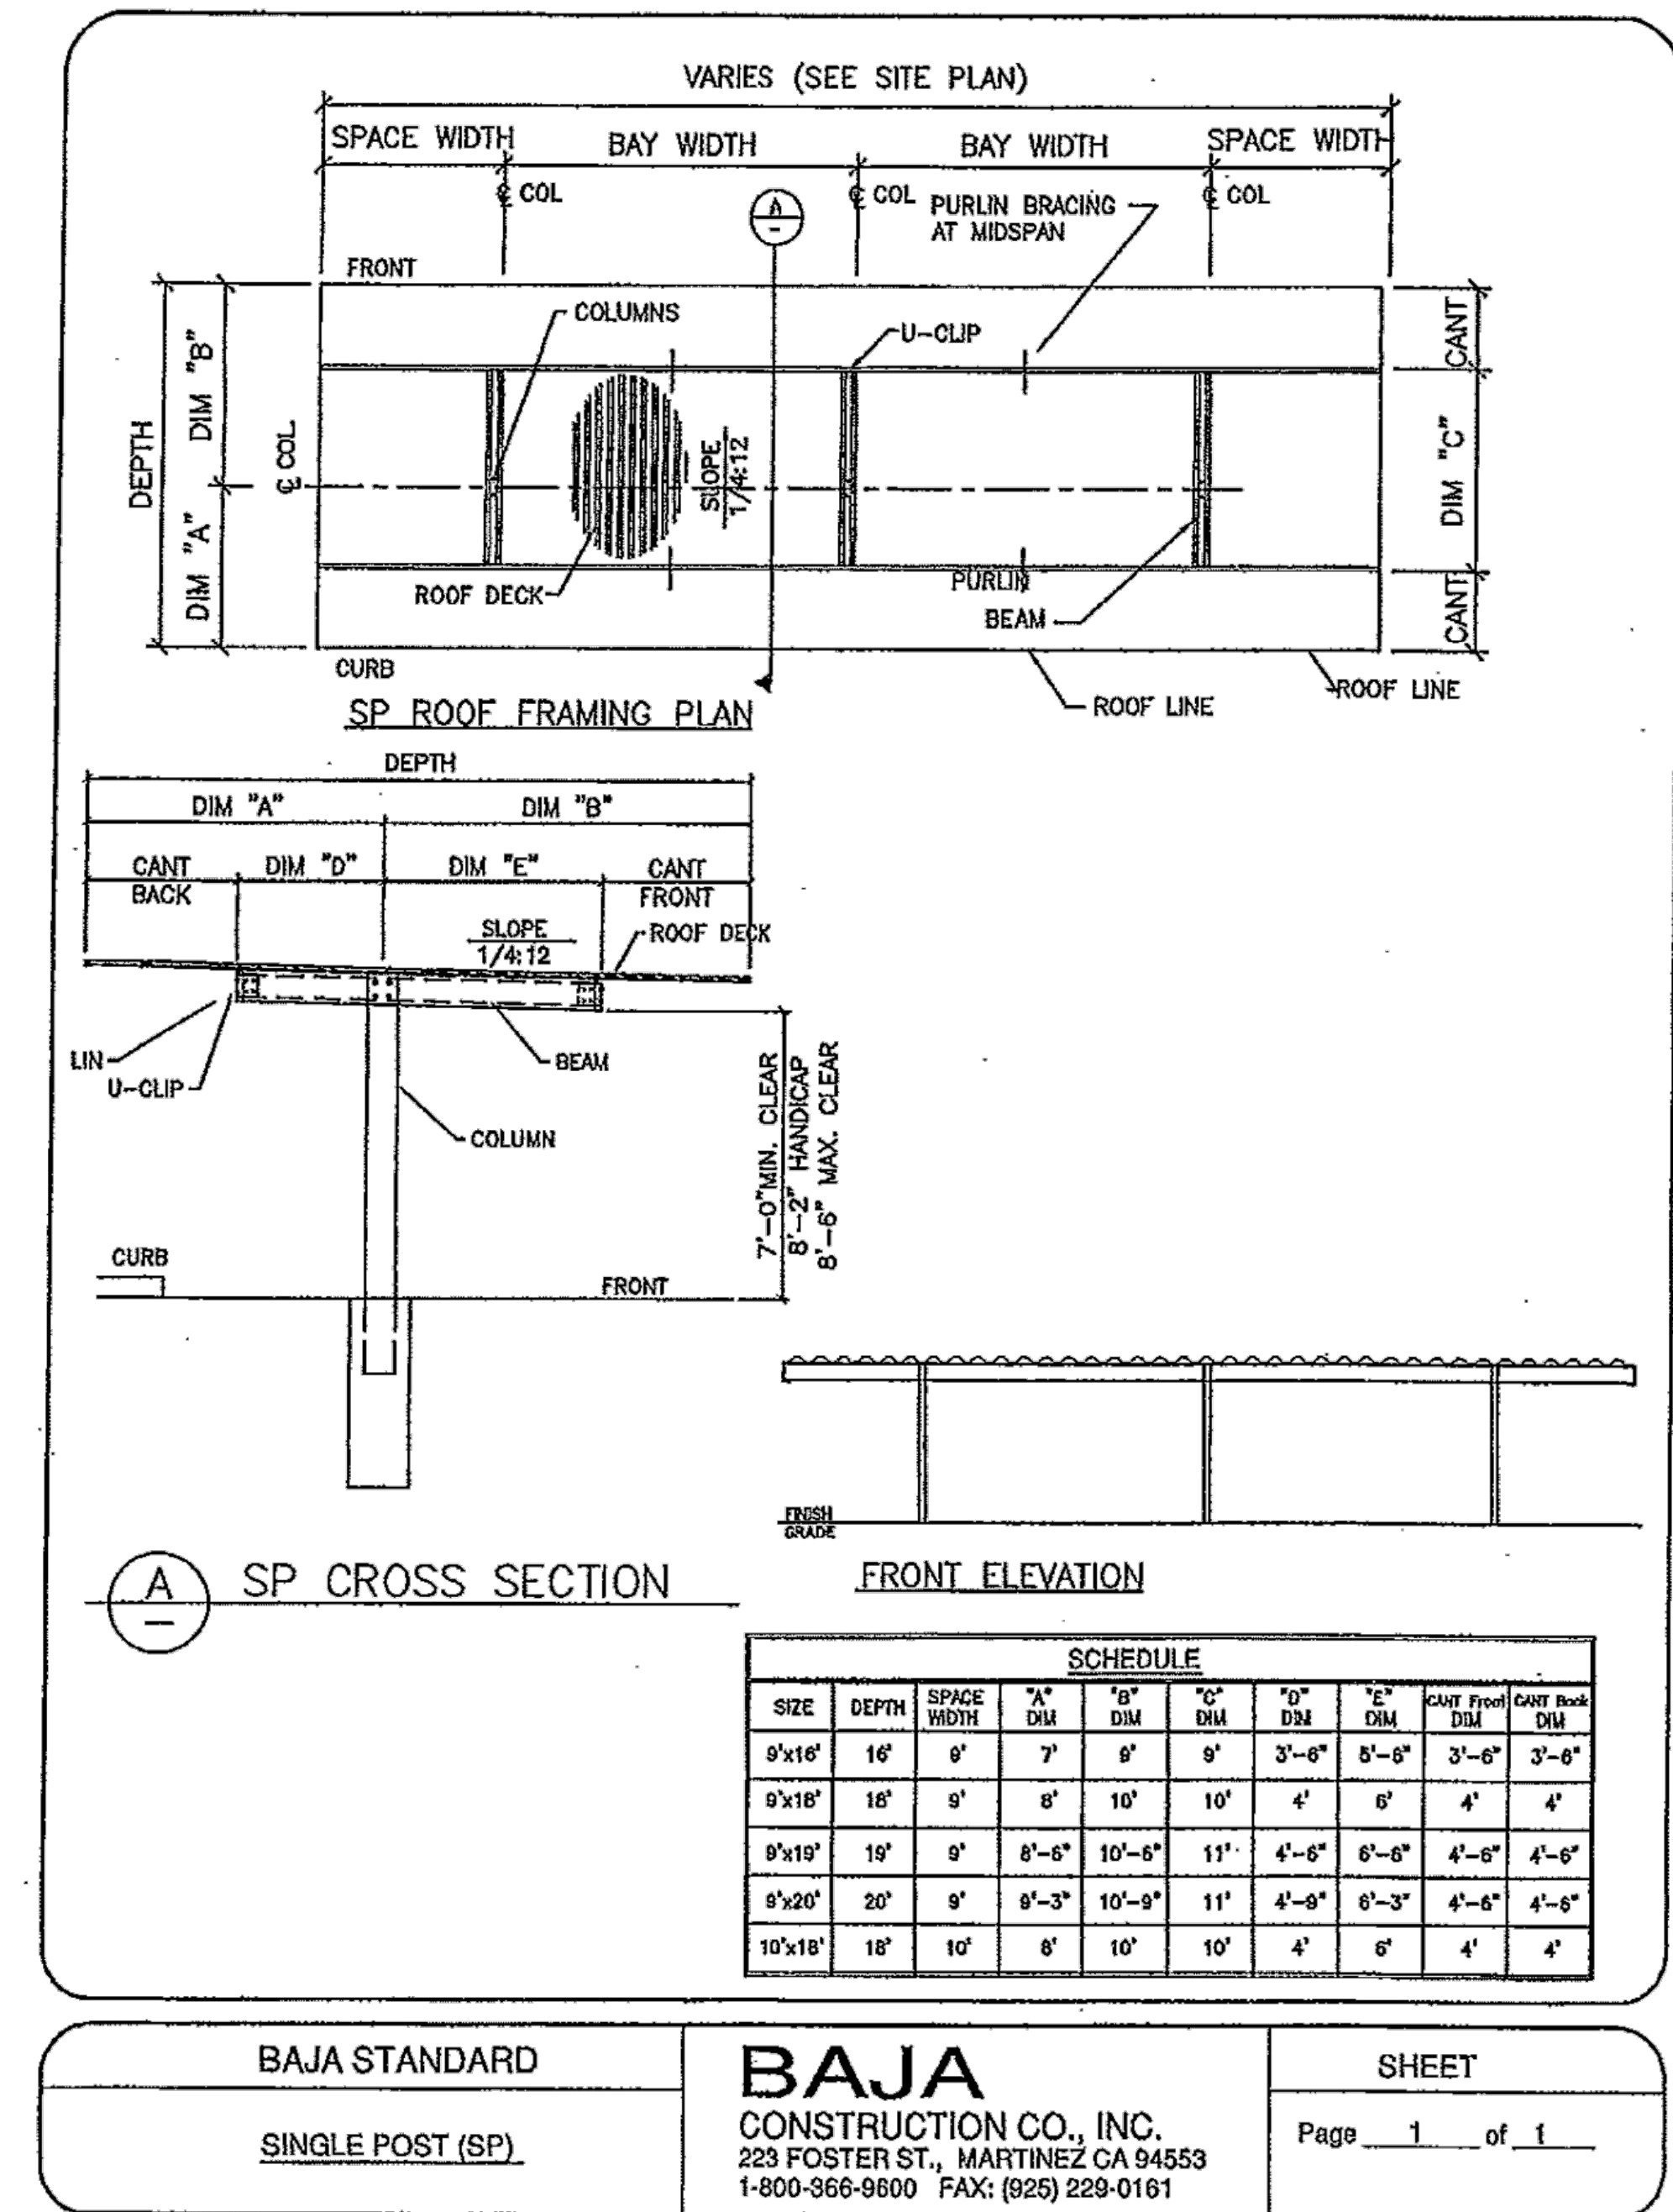 VARIES (SEE SITE PLAN)
SPACE WIDTH BAY WIDTH BAY WIDTH SPACE WIDTH
℄ COL ℄ COL ℄ COL
A
PURLIN BRACING
AT MIDSPAN
FRONT
COLUMNS
U-CLIP
CANT
DIM "B"
DEPTH
℄ COL
SLOPE
1/4:12
DIM "C"
DIM "A"
ROOF DECK
PURLIN
BEAM
CANT
CURB
ROOF LINE
ROOF LINE
SP ROOF FRAMING PLAN
DEPTH
DIM "A" DIM "B"
CANT DIM "D" DIM "E" CANT
BACK FRONT
SLOPE
1/4:12
ROOF DECK
LIN
U-CLIP
BEAM
COLUMN
7'-0"MIN. CLEAR
8'-2" HANDICAP
8'-6" MAX. CLEAR
CURB
FRONT
FINISH
GRADE
A
SP CROSS SECTION
FRONT ELEVATION
SCHEDULE
SIZE DEPTH SPACE WIDTH "A" DIM "B" DIM "C" DIM "D" DIM "E" DIM CANT Front DIM CANT Back DIM
9'x16' 16' 9' 7' 9' 9' 3'-6" 5'-6" 3'-6" 3'-6"
9'x18' 18' 9' 8' 10' 10' 4' 6' 4' 4'
9'x19' 19' 9' 8'-6" 10'-6" 11' 4'-6" 6'-6" 4'-6" 4'-6"
9'x20' 20' 9' 9'-3" 10'-9" 11' 4'-9" 6'-3" 4'-6" 4'-6"
10'x18' 18' 10' 8' 10' 10' 4' 6' 4' 4'
BAJA STANDARD
SINGLE POST (SP)
BAJA
CONSTRUCTION CO., INC.
223 FOSTER ST., MARTINEZ CA 94553
1-800-366-9600 FAX: (925) 229-0161
SHEET
Page 1 of 1